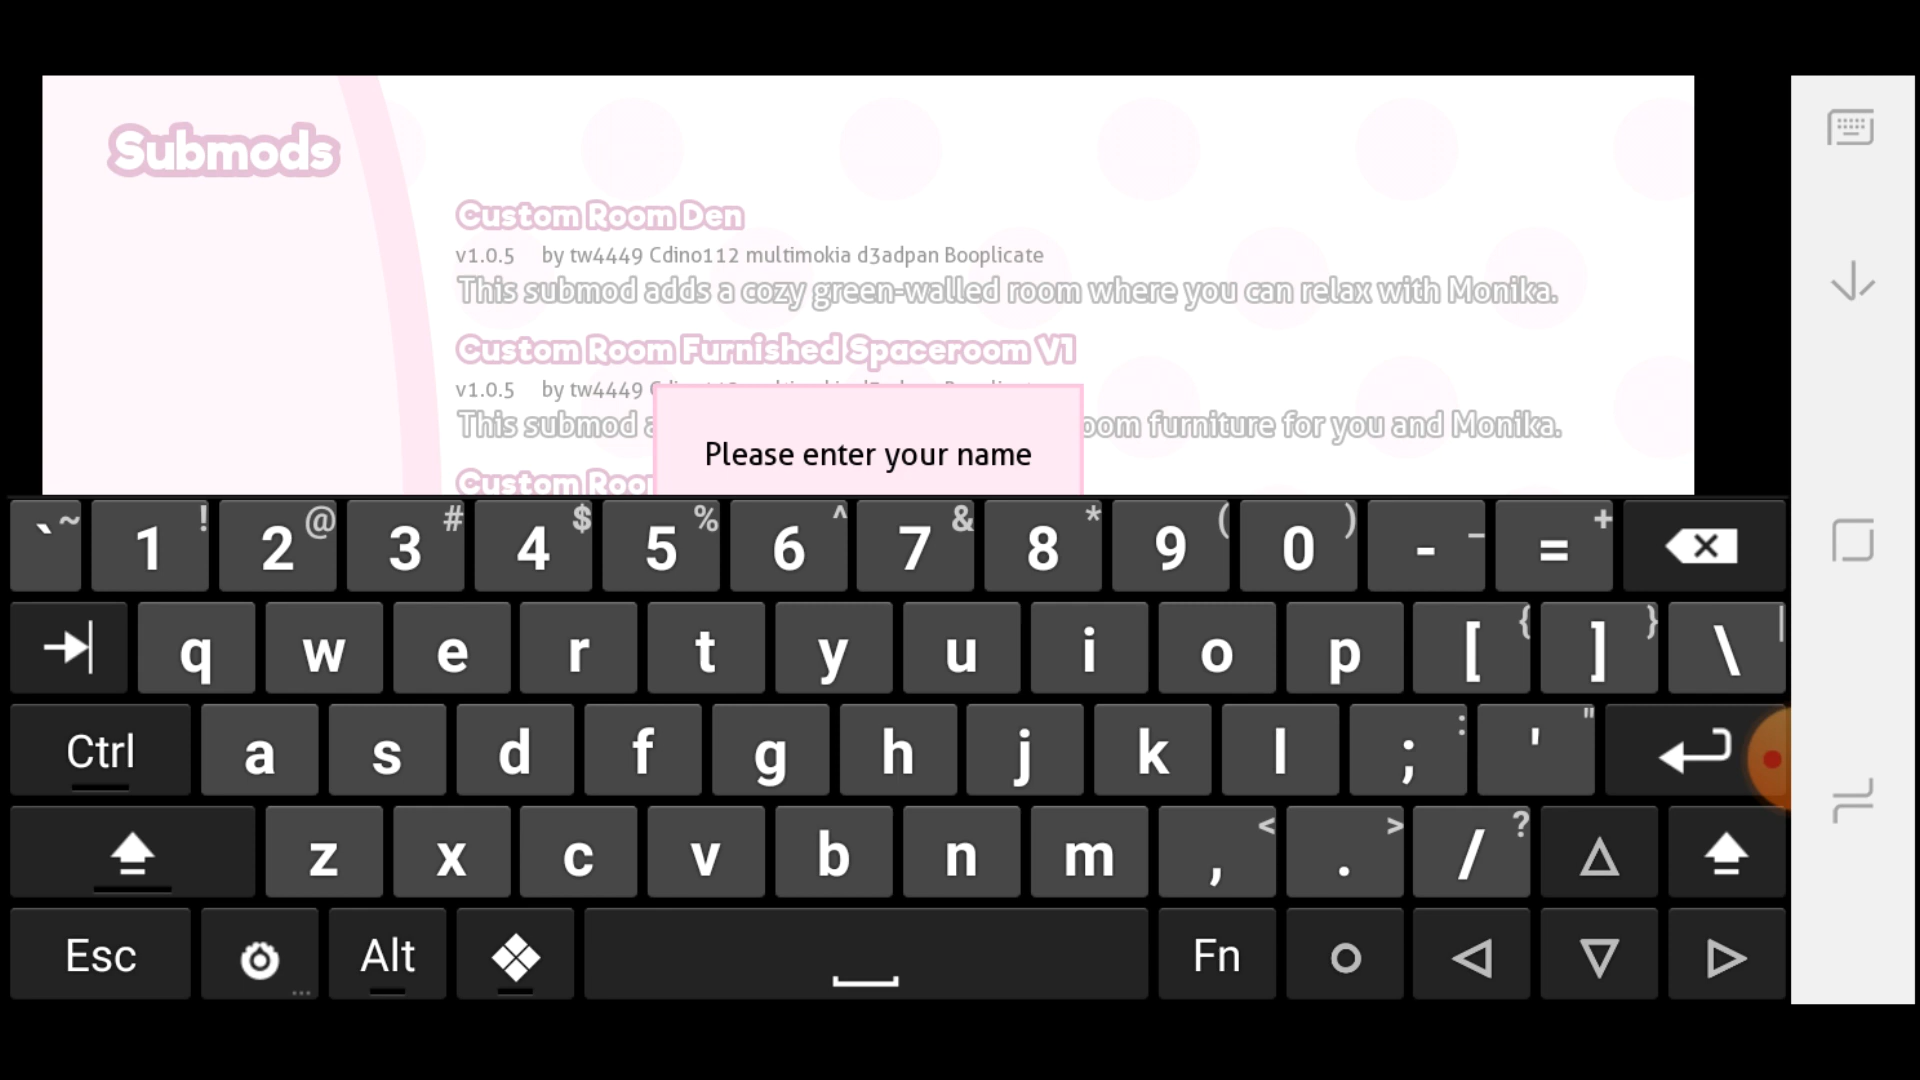 Submods
Custom Room Den
v1.0.5 by tw4449 Cdino112 multimokia d3adpan Booplicate
This submod adds a cozy green-walled room where you can relax with Monika.
Custom Room Furnished Spaceroom V1
v1.0.5 by tw4449
This submod oom furniture for you and Monika.
Custom Room
Please enter your name
` ~ 1 ! 2 @ 3 # 4 $ 5 % 6 ^ 7 & 8 * 9 ( 0 ) - _ = +
q w e r t y u i o p [ { ] } \ |
Ctrl a s d f g h j k l ; : ' "
z x c v b n m , < . > / ?
Esc ... Alt Fn